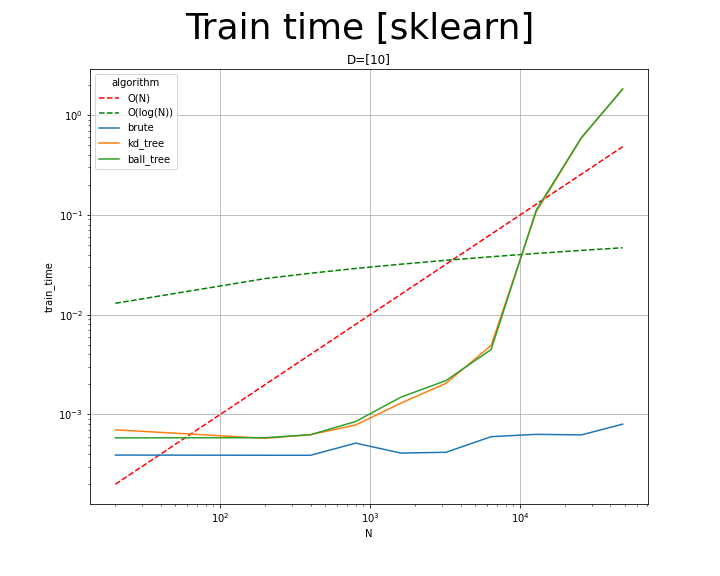 Train time [sklearn]
D=[10]
algorithm
O(N)
O(log(N))
brute
kd_tree
ball_tree
train_time
10⁰
10⁻¹
10⁻²
10⁻³
10²
10³
10⁴
N